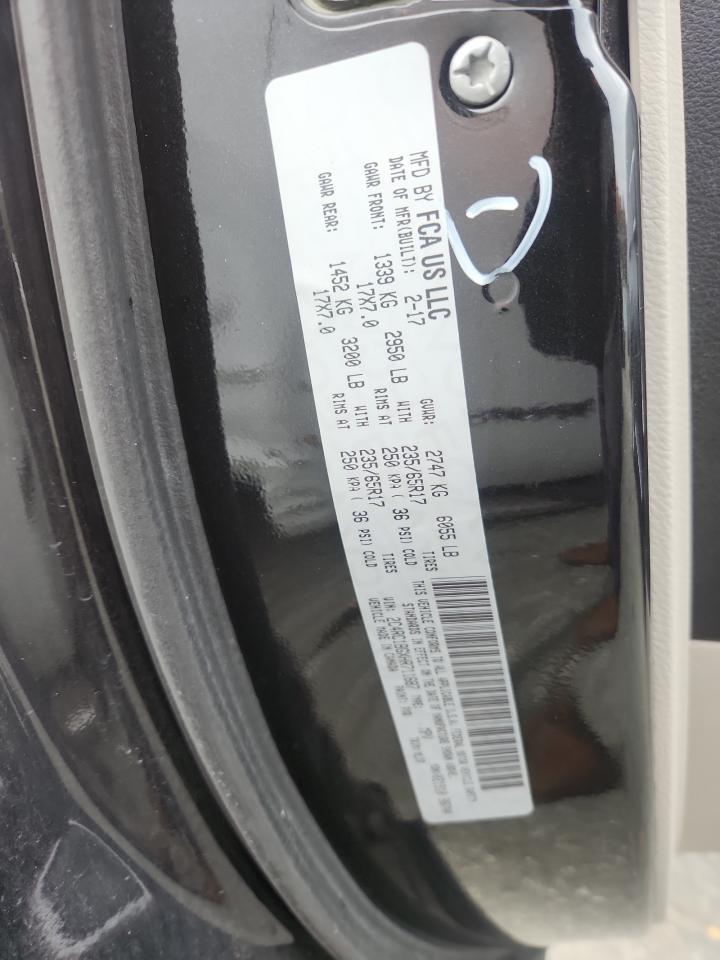 MFD BY FCA US LLC
DATE OF MFR(BUILT): 2-17 GVWR: 2747 KG 6055 LB
GAWR FRONT: 1339 KG 2950 LB WITH 235/65R17 TIRES
17X7.0 RIMS AT 250 KPA( 36 PSI) COLD
GAWR REAR: 1452 KG 3200 LB WITH 235/65R17 TIRES
17X7.0 RIMS AT 250 KPA( 36 PSI) COLD
THIS VEHICLE CONFORMS TO ALL APPLICABLE U.S.A. FEDERAL MOTOR VEHICLE SAFETY
STANDARDS IN EFFECT ON THE DATE OF MANUFACTURE SHOWN ABOVE.
VIN: TYPE: MPV
VEHICLE MADE IN CANADA PAINT: